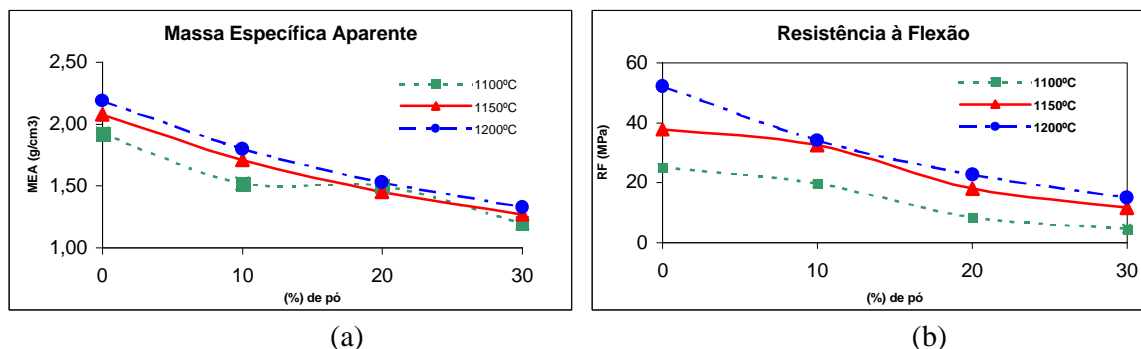 Massa Específica Aparente
2,50
2,00
1,50
1,00
MEA (g/cm3)
1100ºC
1150ºC
1200ºC
0 10 20 30
(%) de pó
(a)
Resistência à Flexão
60
40
20
0
RF (MPa)
1100ºC
1150ºC
1200ºC
0 10 20 30
(%) de pó
(b)